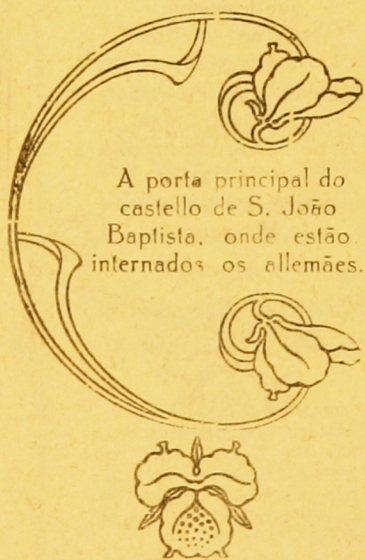 A porta principal do
castello de S. João
Baptista, onde estão
internados os allemães.